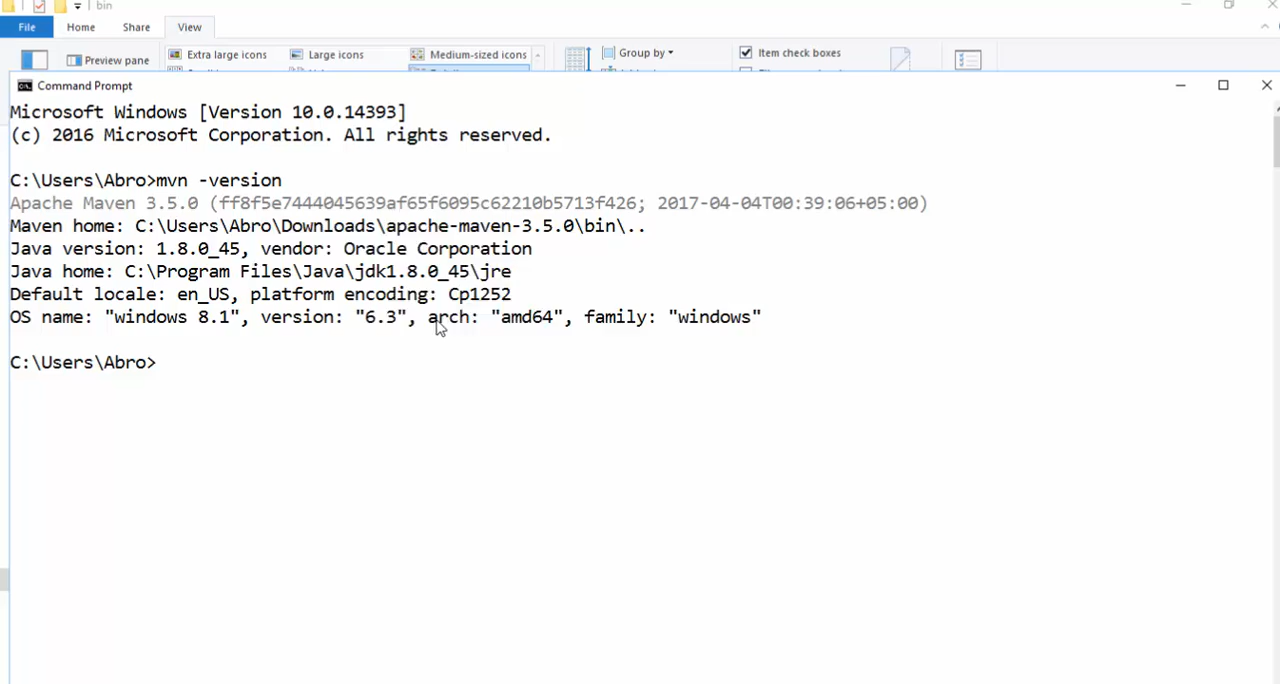 bin
File Home Share View
Preview pane Extra large icons Large icons Medium-sized icons Group by Item check boxes
Command Prompt
Microsoft Windows [Version 10.0.14393]
(c) 2016 Microsoft Corporation. All rights reserved.
C:\Users\Abro>mvn -version
Apache Maven 3.5.0 (ff8f5e7444045639af65f6095c62210b5713f426; 2017-04-04T00:39:06+05:00)
Maven home: C:\Users\Abro\Downloads\apache-maven-3.5.0\bin\..
Java version: 1.8.0_45, vendor: Oracle Corporation
Java home: C:\Program Files\Java\jdk1.8.0_45\jre
Default locale: en_US, platform encoding: Cp1252
OS name: "windows 8.1", version: "6.3", arch: "amd64", family: "windows"
C:\Users\Abro>